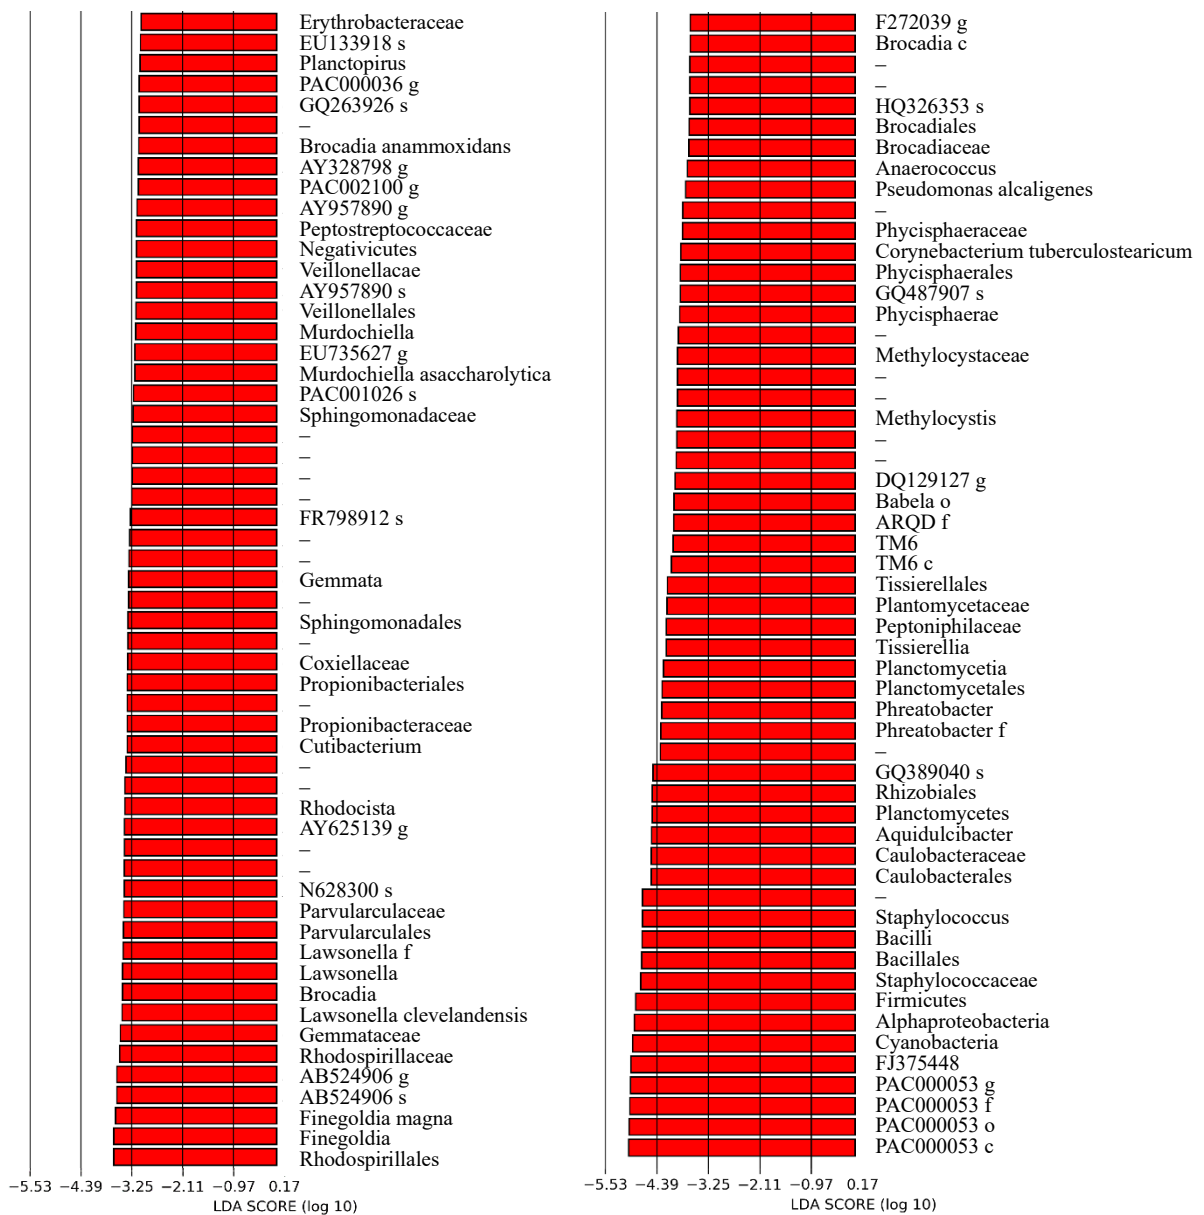 Erythrobacteraceae
EU133918 s
Planctopirus
PAC000036 g
GQ263926 s
–
Brocadia anammoxidans
AY328798 g
PAC002100 g
AY957890 g
Peptostreptococcaceae
Negativicutes
Veillonellacae
AY957890 s
Veillonellales
Murdochiella
EU735627 g
Murdochiella asaccharolytica
PAC001026 s
Sphingomonadaceae
–
–
–
–
FR798912 s
–
–
Gemmata
–
Sphingomonadales
–
Coxiellaceae
Propionibacteriales
–
Propionibacteraceae
Cutibacterium
–
–
Rhodocista
AY625139 g
–
–
N628300 s
Parvularculaceae
Parvularculales
Lawsonella f
Lawsonella
Brocadia
Lawsonella clevelandensis
Gemmataceae
Rhodospirillaceae
AB524906 g
AB524906 s
Finegoldia magna
Finegoldia
Rhodospirillales
−5.53 −4.39 −3.25 −2.11 −0.97 0.17
LDA SCORE (log 10)
F272039 g
Brocadia c
–
–
HQ326353 s
Brocadiales
Brocadiaceae
Anaerococcus
Pseudomonas alcaligenes
–
Phycisphaeraceae
Corynebacterium tuberculostearicum
Phycisphaerales
GQ487907 s
Phycisphaerae
–
Methylocystaceae
–
–
Methylocystis
–
–
DQ129127 g
Babela o
ARQD f
TM6
TM6 c
Tissierellales
Plantomycetaceae
Peptoniphilaceae
Tissierellia
Planctomycetia
Planctomycetales
Phreatobacter
Phreatobacter f
–
GQ389040 s
Rhizobiales
Planctomycetes
Aquidulcibacter
Caulobacteraceae
Caulobacterales
–
Staphylococcus
Bacilli
Bacillales
Staphylococcaceae
Firmicutes
Alphaproteobacteria
Cyanobacteria
FJ375448
PAC000053 g
PAC000053 f
PAC000053 o
PAC000053 c
−5.53 −4.39 −3.25 −2.11 −0.97 0.17
LDA SCORE (log 10)